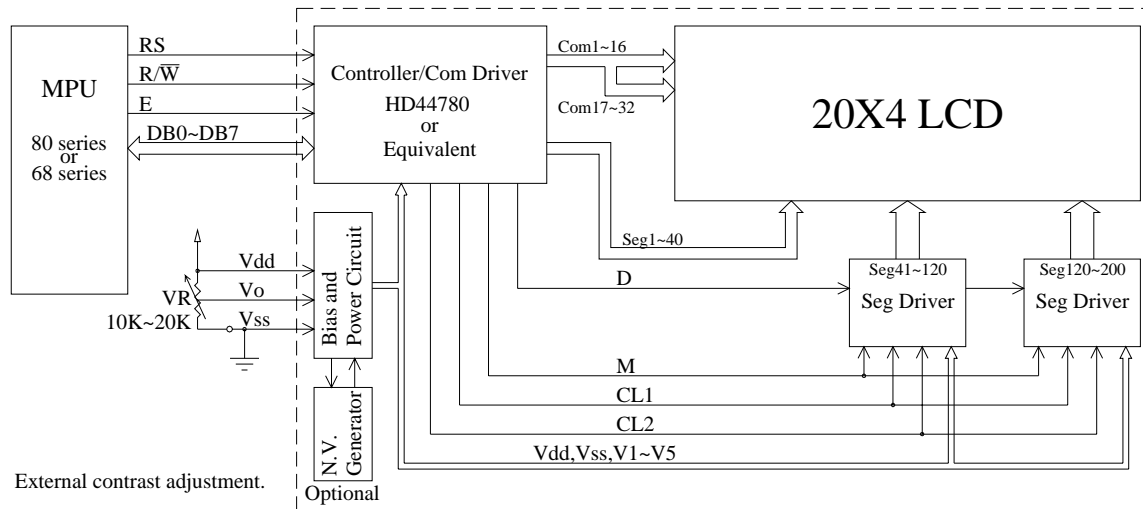 MPU
80 series
or
68 series
RS
R/W̅
E
DB0~DB7
Controller/Com Driver
HD44780
or
Equivalent
Com1~16
Com17~32
20X4 LCD
Seg1~40
Vdd
Vo
Vss
VR
10K~20K
Bias and
Power Circuit
N.V.
Generator
Optional
D
Seg41~120
Seg Driver
Seg120~200
Seg Driver
M
CL1
CL2
Vdd,Vss,V1~V5
External contrast adjustment.